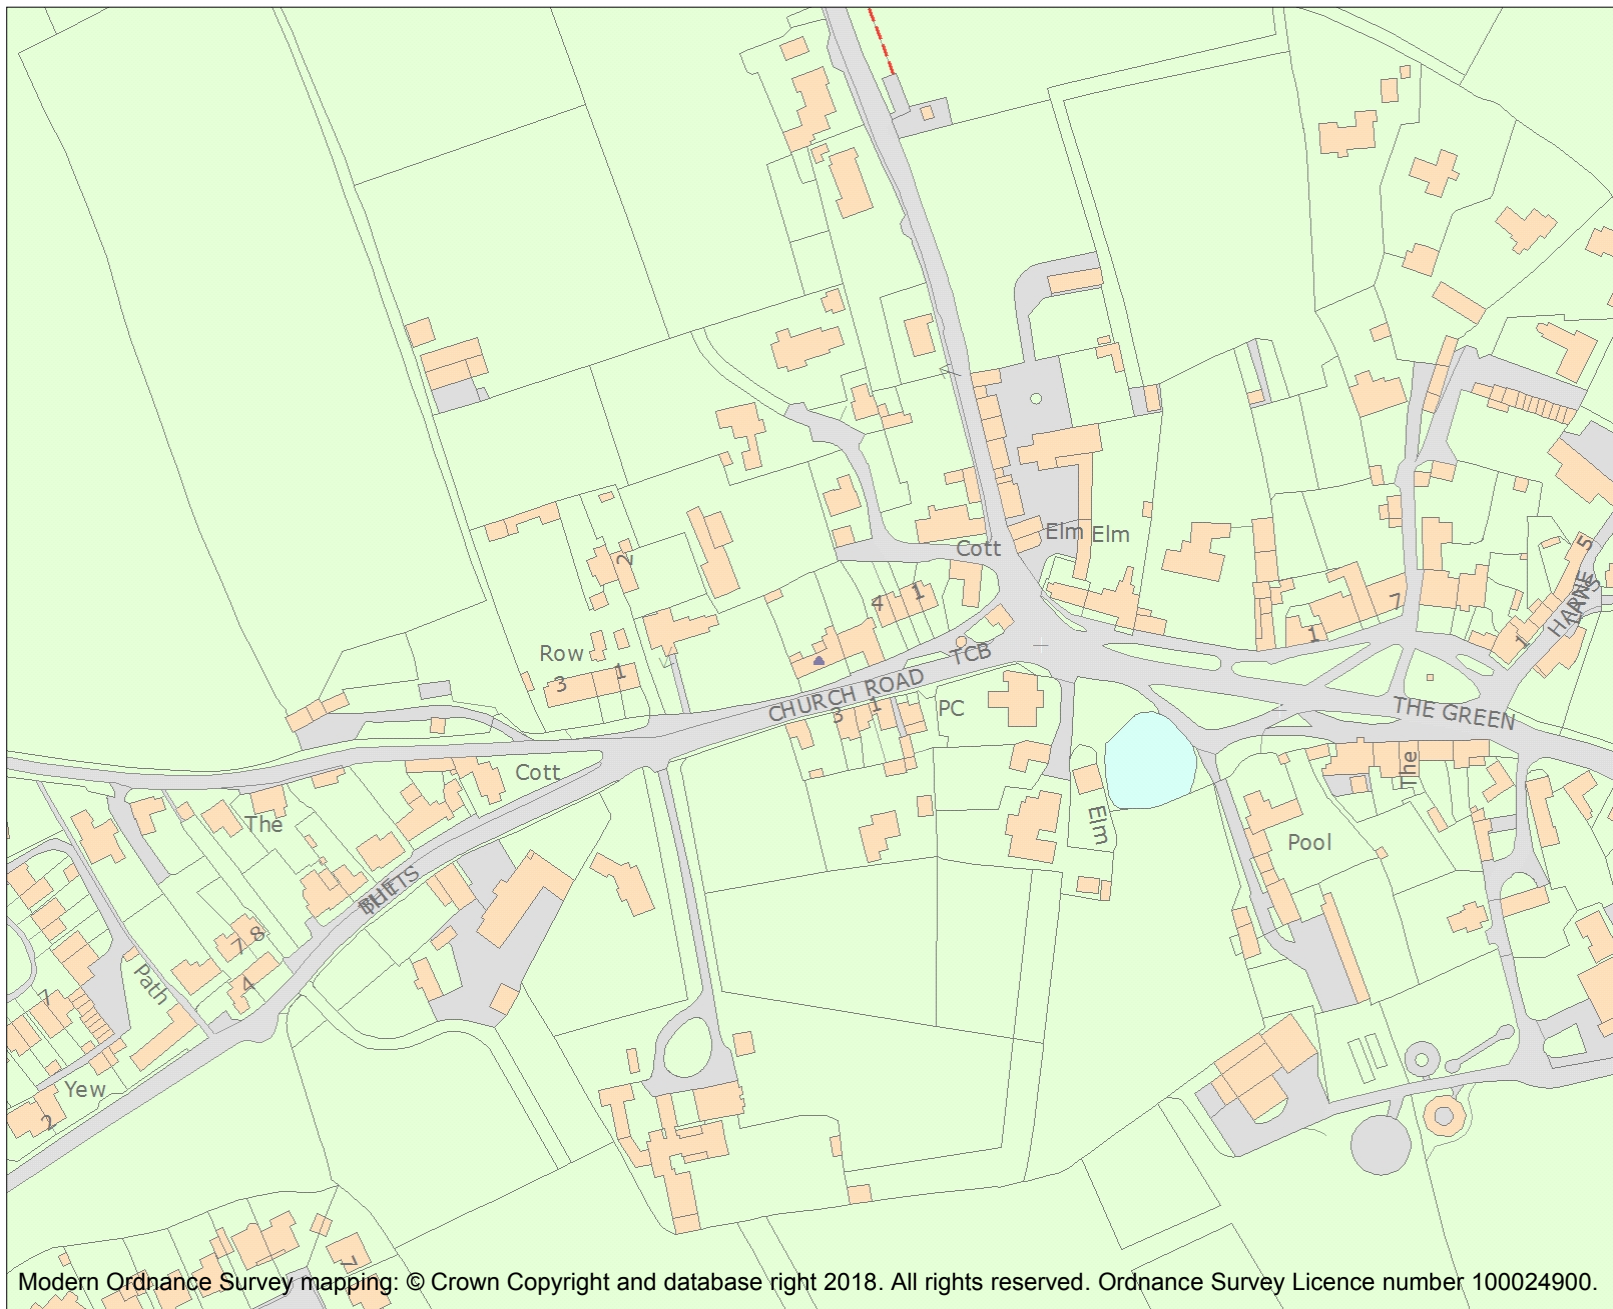 Cott
Elm
Elm
2
4
1
7
5
1
1
Row
3
1
TCB
CHURCH ROAD
3
1
PC
THE GREEN
The
Cott
The
Elm
Pool
7 8
4
Path
7
Yew
2
7
Modern Ordnance Survey mapping: © Crown Copyright and database right 2018. All rights reserved. Ordnance Survey Licence number 100024900.